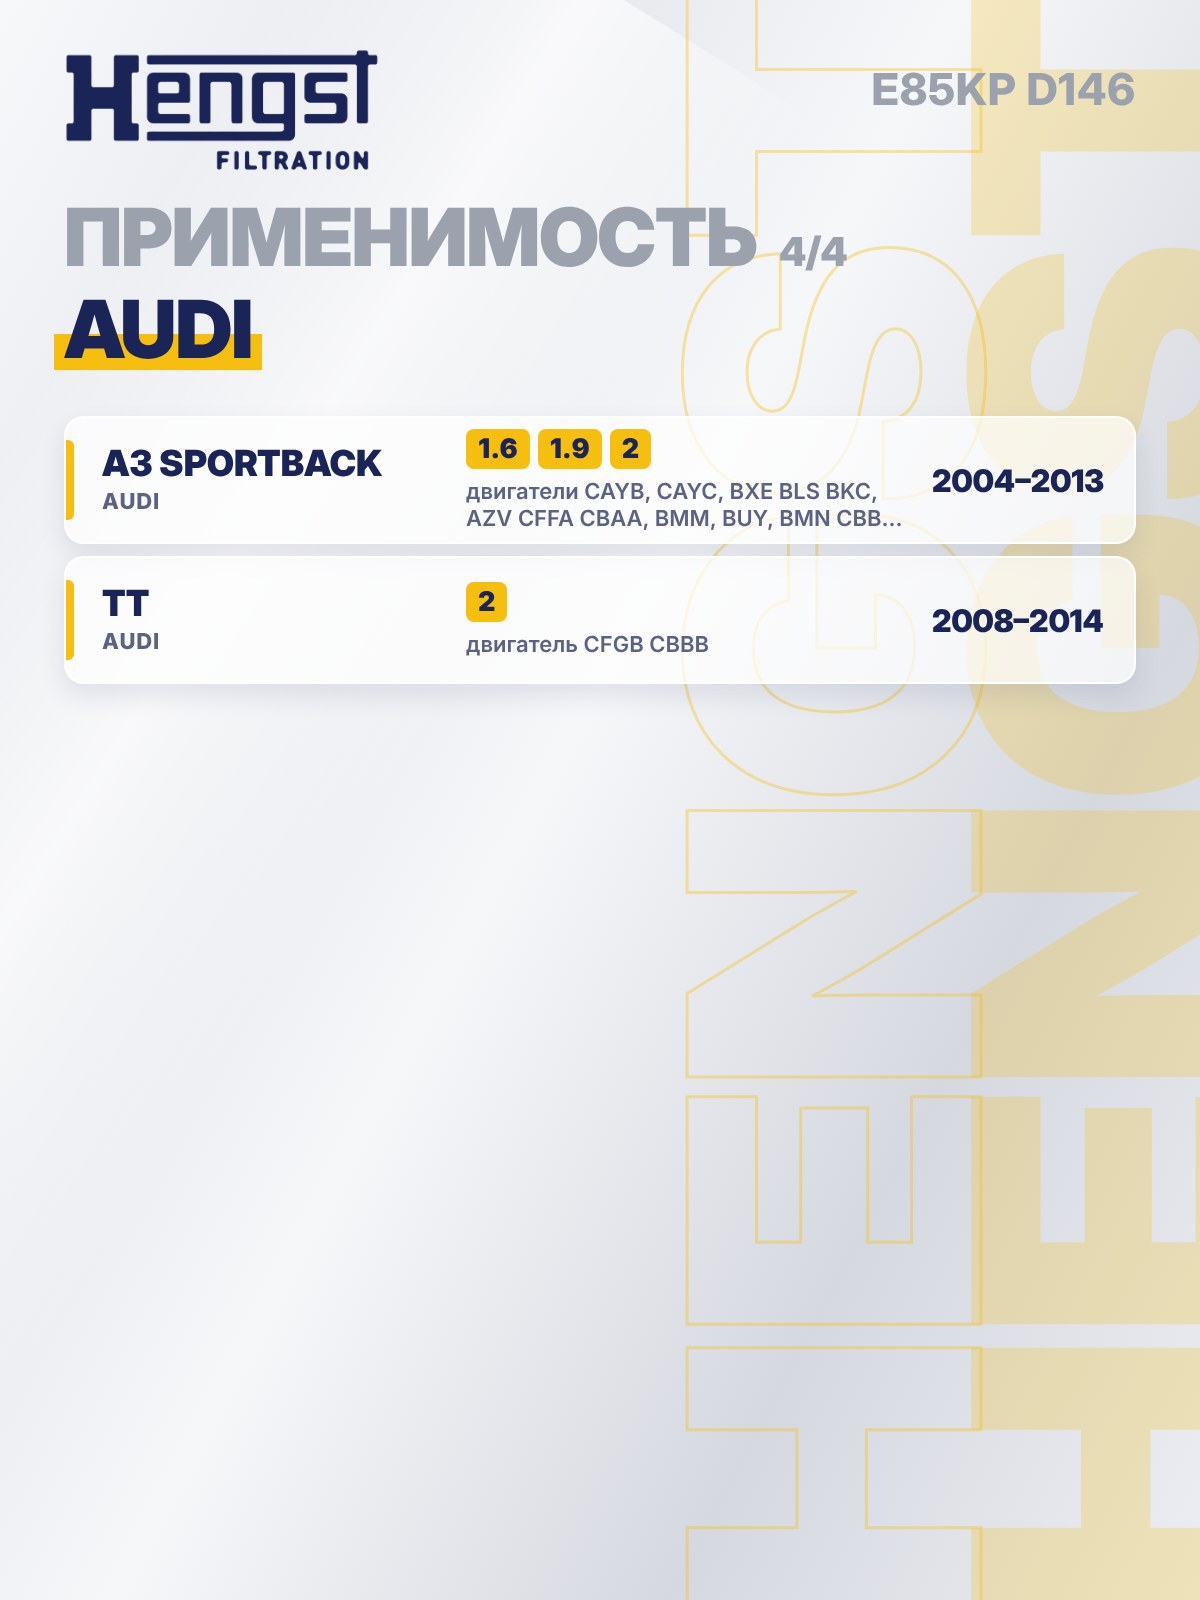 Hengst
FILTRATION
E85KP D146
ПРИМЕНИМОСТЬ 4/4
AUDI
A3 SPORTBACK
AUDI
1.6 1.9 2
двигатели CAYB, CAYC, BXE BLS BKC,
AZV CFFA CBAA, BMM, BUY, BMN CBB...
2004–2013
TT
AUDI
2
двигатель CFGB CBBB
2008–2014
HENGST
HENGST